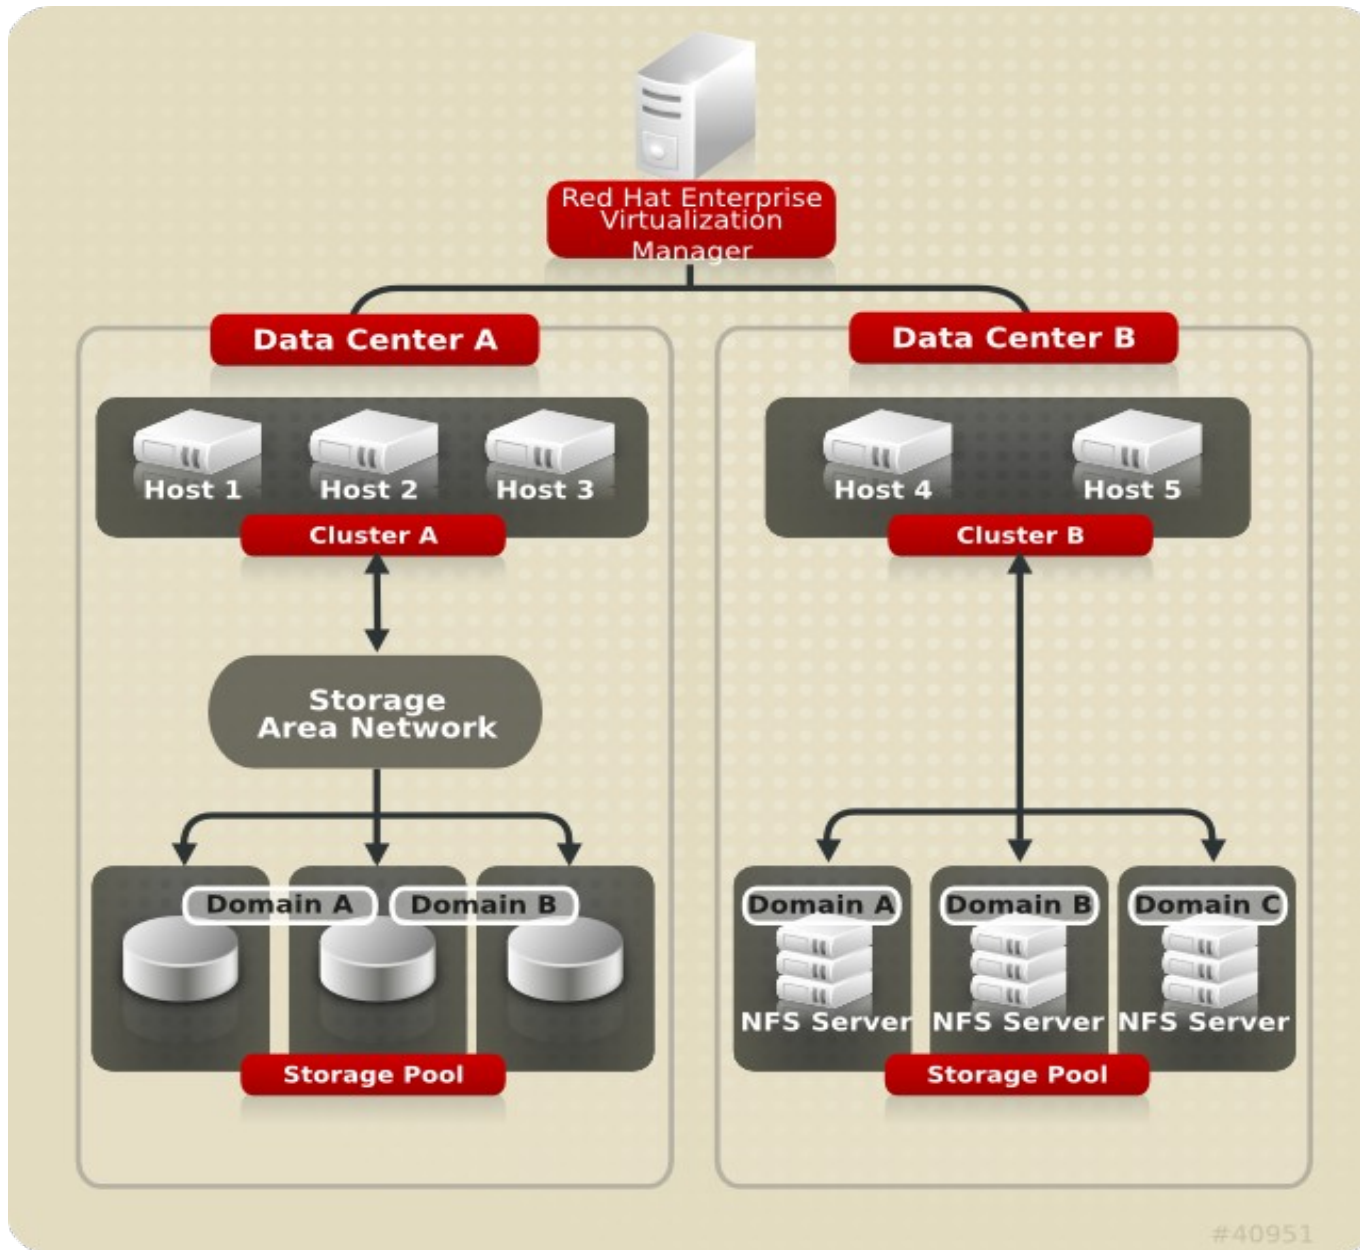 Red Hat Enterprise
Virtualization
Manager
Data Center A
Data Center B
Host 1
Host 2
Host 3
Cluster A
Host 4
Host 5
Cluster B
Storage
Area Network
Domain A
Domain B
Storage Pool
Domain A
Domain B
Domain C
NFS Server
NFS Server
NFS Server
Storage Pool
#40951